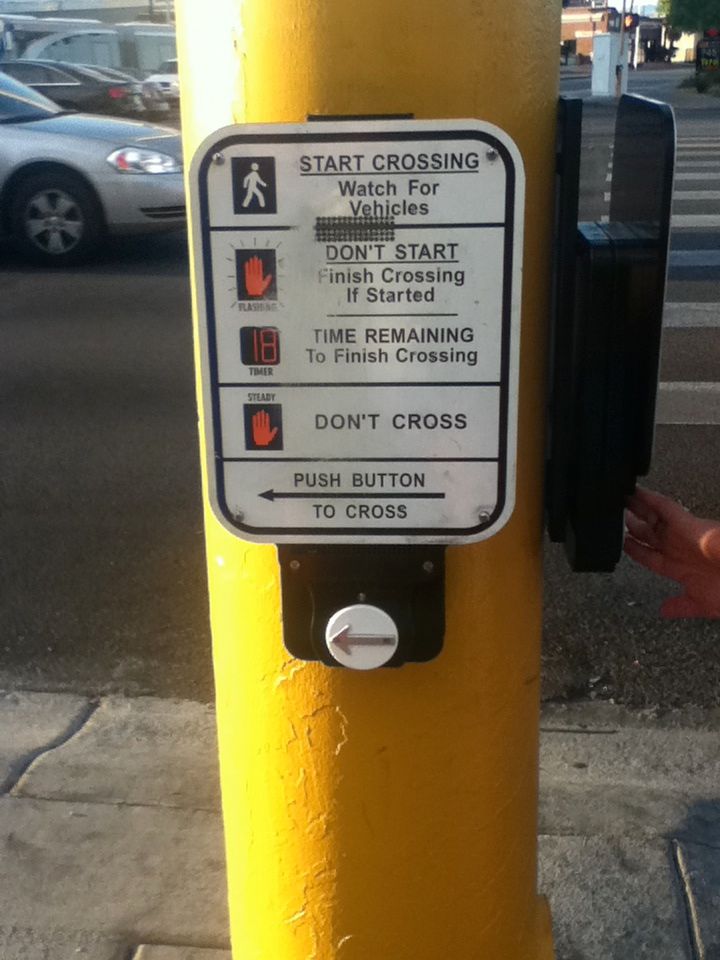 START CROSSING
Watch For
Vehicles
DON'T START
Finish Crossing
If Started
FLASHING
18
TIME REMAINING
To Finish Crossing
TIMER
STEADY
DON'T CROSS
PUSH BUTTON
TO CROSS